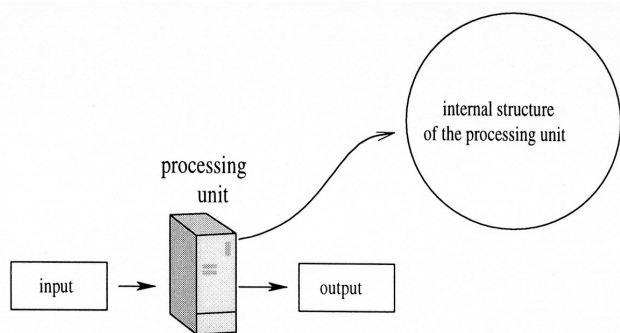 internal structure
of the processing unit
processing
unit
input
output